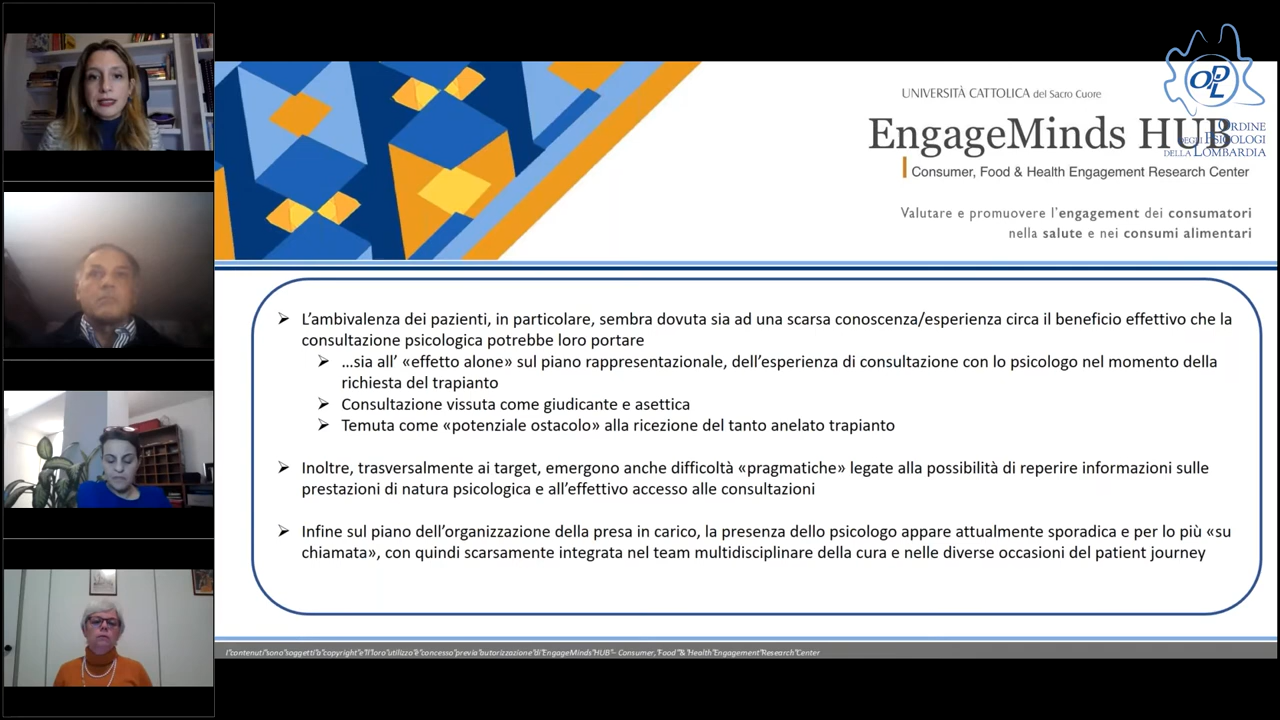 UNIVERSITÀ CATTOLICA del Sacro Cuore
EngageMinds HUB
Consumer, Food & Health Engagement Research Center
Valutare e promuovere l'engagement dei consumatori
nella salute e nei consumi alimentari
OPL
ORDINE
DEGLI PSICOLOGI
DELLA LOMBARDIA
➢ L'ambivalenza dei pazienti, in particolare, sembra dovuta sia ad una scarsa conoscenza/esperienza circa il beneficio effettivo che la
consultazione psicologica potrebbe loro portare
➢ …sia all' «effetto alone» sul piano rappresentazionale, dell'esperienza di consultazione con lo psicologo nel momento della
richiesta del trapianto
➢ Consultazione vissuta come giudicante e asettica
➢ Temuta come «potenziale ostacolo» alla ricezione del tanto anelato trapianto
➢ Inoltre, trasversalmente ai target, emergono anche difficoltà «pragmatiche» legate alla possibilità di reperire informazioni sulle
prestazioni di natura psicologica e all'effettivo accesso alle consultazioni
➢ Infine sul piano dell'organizzazione della presa in carico, la presenza dello psicologo appare attualmente sporadica e per lo più «su
chiamata», con quindi scarsamente integrata nel team multidisciplinare della cura e nelle diverse occasioni del patient journey
I contenuti sono soggetti a copyright e il loro utilizzo è concesso previa autorizzazione di EngageMinds HUB – Consumer, Food & Health Engagement Research Center